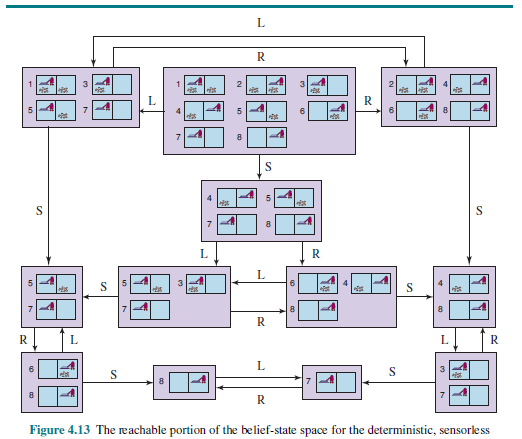 L
R
1 3
5 7
L
1 2 3
4 5 6
7 8
R
2 4
6 8
S
S
4 5
7 8
S
L R
5
7
S
5 3
7
L
R
6 4
8
S
4
8
R L
L R
6
8
S
8
L
R
7
S
3
7
Figure 4.13 The reachable portion of the belief-state space for the deterministic, sensorless